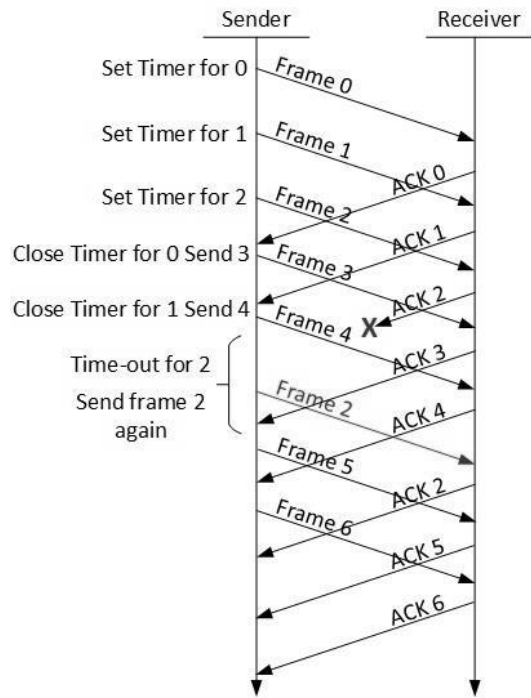 Sender
Receiver
Set Timer for 0
Frame 0
Set Timer for 1
Frame 1
ACK 0
Set Timer for 2
Frame 2
ACK 1
Close Timer for 0 Send 3
Frame 3
ACK 2
Close Timer for 1 Send 4
X
Frame 4
ACK 3
Time-out for 2
Send frame 2
again
Frame 2
ACK 4
Frame 5
ACK 2
Frame 6
ACK 5
ACK 6